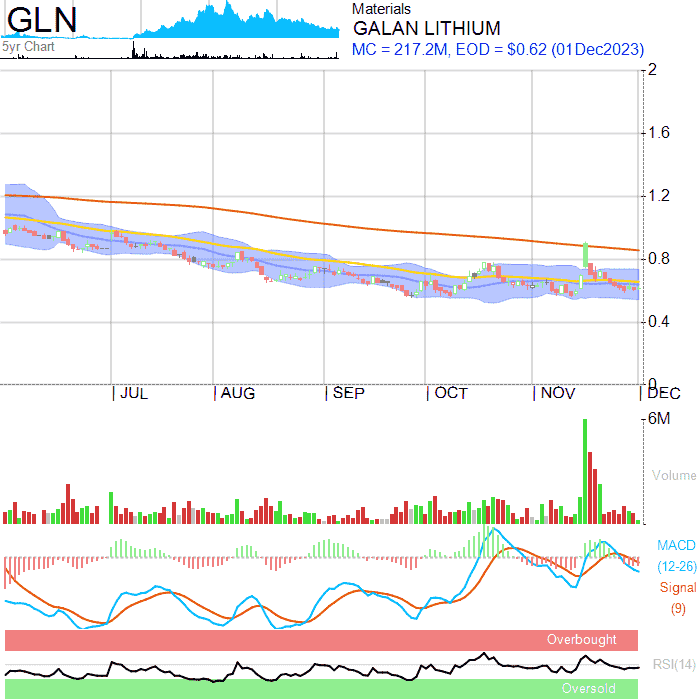 GLN
5yr Chart
Materials
GALAN LITHIUM
MC = 217.2M, EOD = $0.62 (01Dec2023)
2
1.6
1.2
0.8
0.4
0
JUL AUG SEP OCT NOV DEC
6M
Volume
MACD
(12-26)
Signal
(9)
Overbought
RSI(14)
Oversold